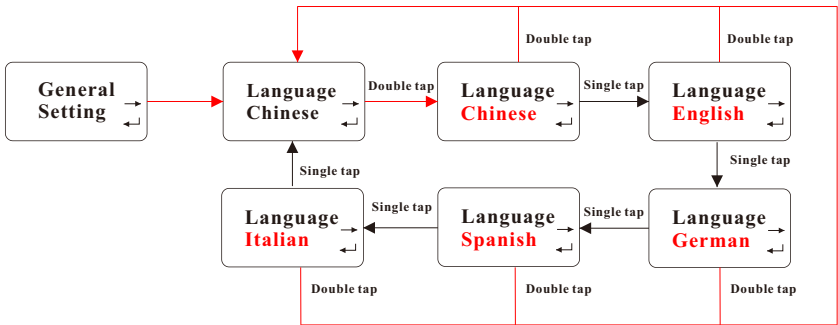 Double tap
Double tap
General
Setting
Language
Chinese
Double tap
Language
Chinese
Single tap
Language
English
Single tap
Single tap
Language
Italian
Single tap
Language
Spanish
Single tap
Language
German
Double tap
Double tap
Double tap